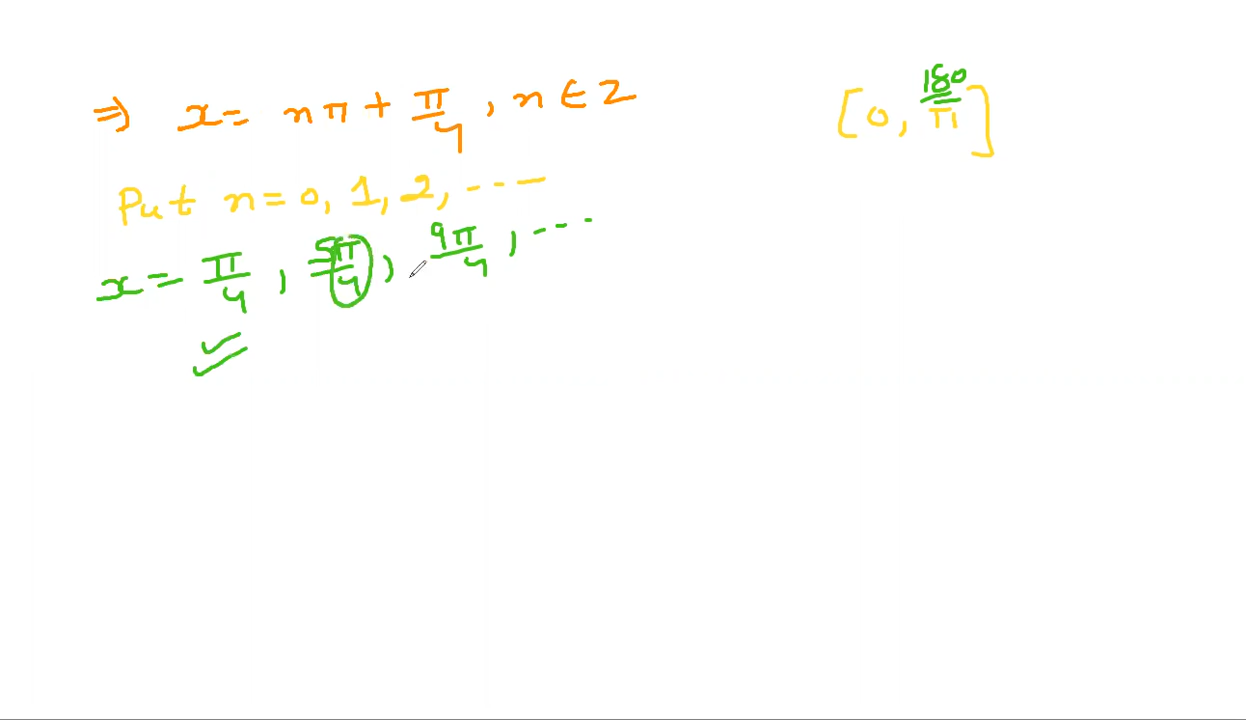 ⇒ x = nπ + π/4 , n ∈ Z
[0, π]
180
Put n = 0, 1, 2, ---
x = π/4 , 5π/4 , 9π/4 , ---